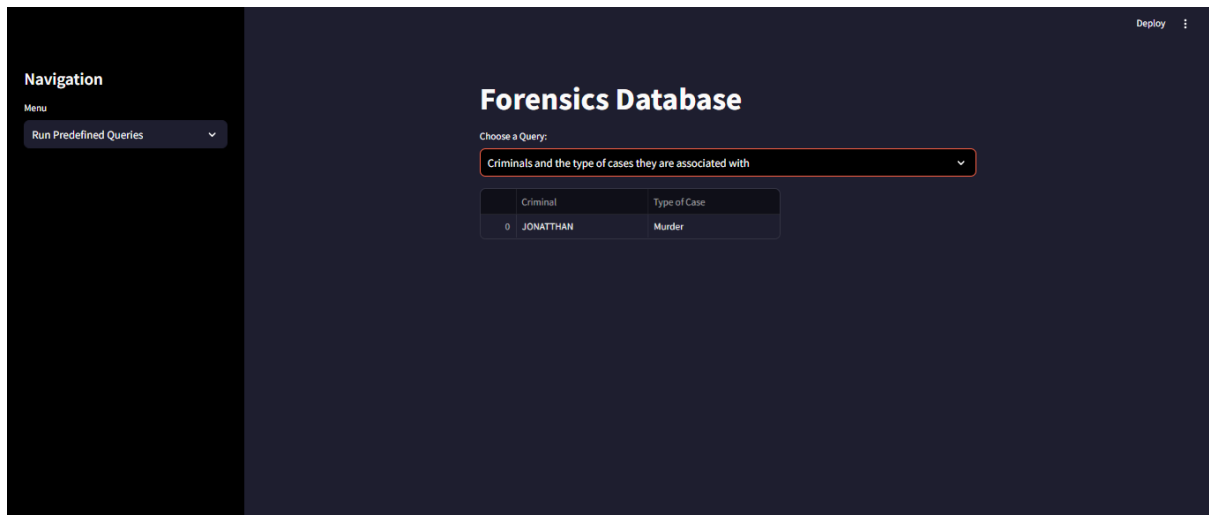 Deploy
Navigation
Menu
Run Predefined Queries
Forensics Database
Choose a Query:
Criminals and the type of cases they are associated with
Criminal Type of Case
0 JONATTHAN Murder